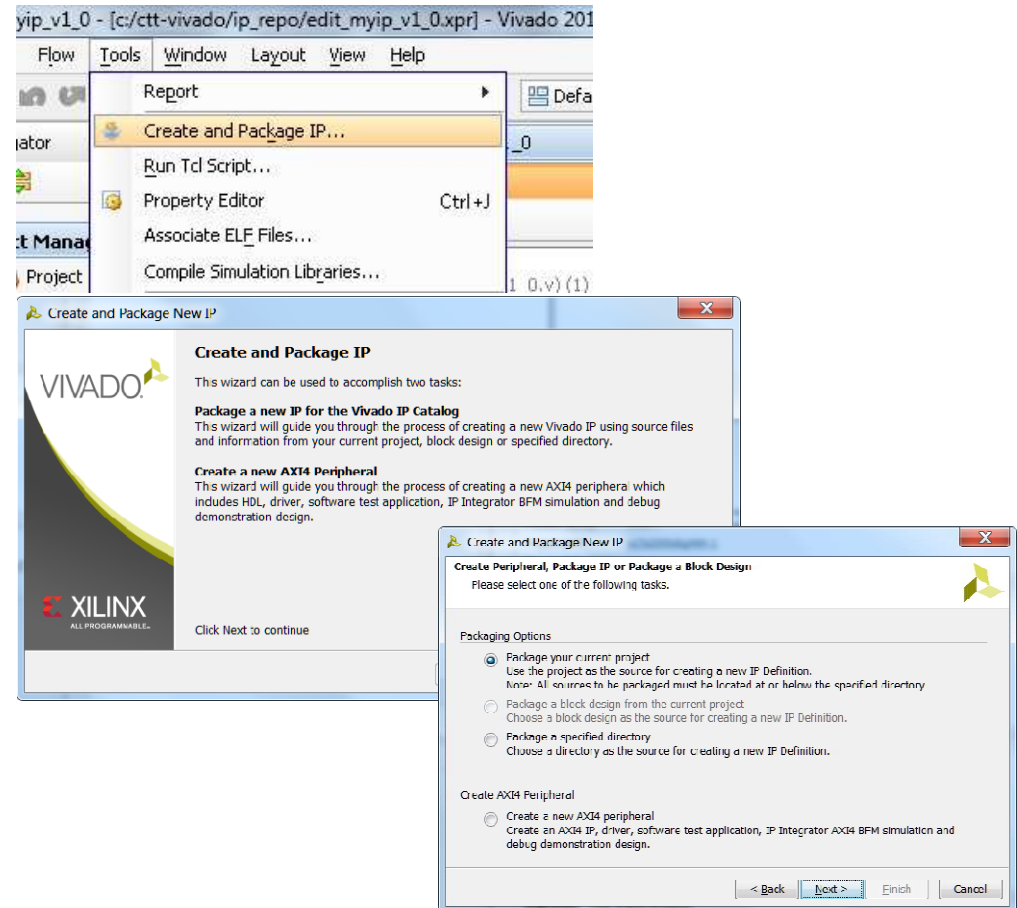 yip_v1_0 - [c:/ctt-vivado/ip_repo/edit_myip_v1_0.xpr] - Vivado 201
Flow Tools Window Layout View Help
Report
Defa
Create and Package IP...
gator
_0
Run Tcl Script...
Property Editor Ctrl+J
ct Manag
Associate ELF Files...
Project
Compile Simulation Libraries...
1_0.v) (1)
Create and Package New IP
VIVADO
Create and Package IP
This wizard can be used to accomplish two tasks:
Package a new IP for the Vivado IP Catalog
This wizard will guide you through the process of creating a new Vivado IP using source files
and information from your current project, block design or specified directory.
Create a new AXI4 Peripheral
This wizard will guide you through the process of creating a new AXI4 peripheral which
includes HDL, driver, software test application, IP Integrator BFM simulation and debug
demonstration design.
XILINX
ALL PROGRAMMABLE™
Click Next to continue
Create and Package New IP
Create Peripheral, Package IP or Package a Block Design
Please select one of the following tasks.
Packaging Options
Package your current project
Use the project as the source for creating a new IP Definition.
Note: All sources to be packaged must be located at or below the specified directory
Package a block design from the current project
Choose a block design as the source for creating a new IP Definition.
Package a specified directory
Choose a directory as the source for creating a new IP Definition.
Create AXI4 Peripheral
Create a new AXI4 peripheral
Create an AXI4 IP, driver, software test application, IP Integrator AXI4 BFM simulation and
debug demonstration design.
< Back Next > Finish Cancel